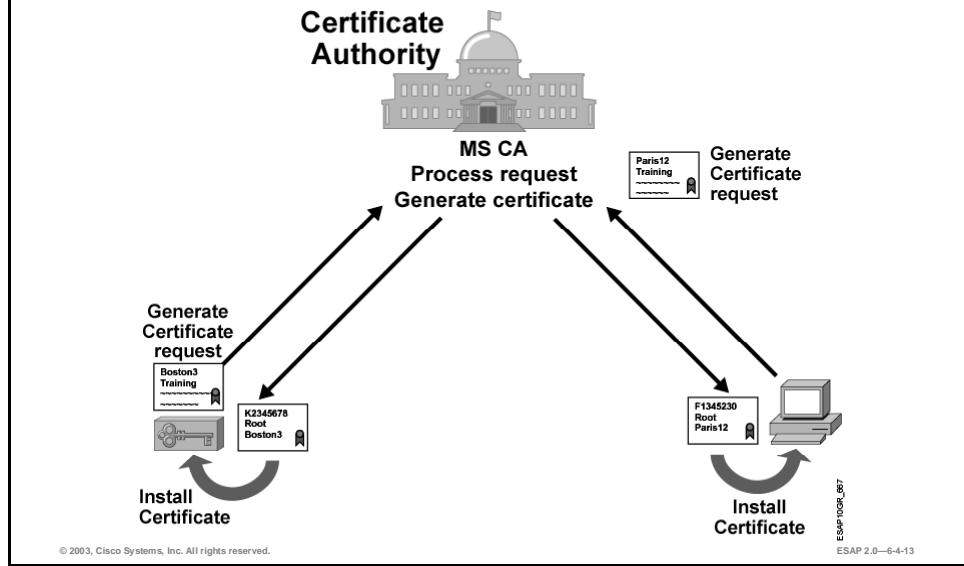 Certificate
Authority
MS CA
Process request
Generate certificate
Paris12
Training
Generate
Certificate
request
Generate
Certificate
request
Boston3
Training
K2345678
Root
Boston3
F1345230
Root
Paris12
Install
Certificate
Install
Certificate
ESAP10GR_667
© 2003, Cisco Systems, Inc. All rights reserved.
ESAP 2.0—6-4-13